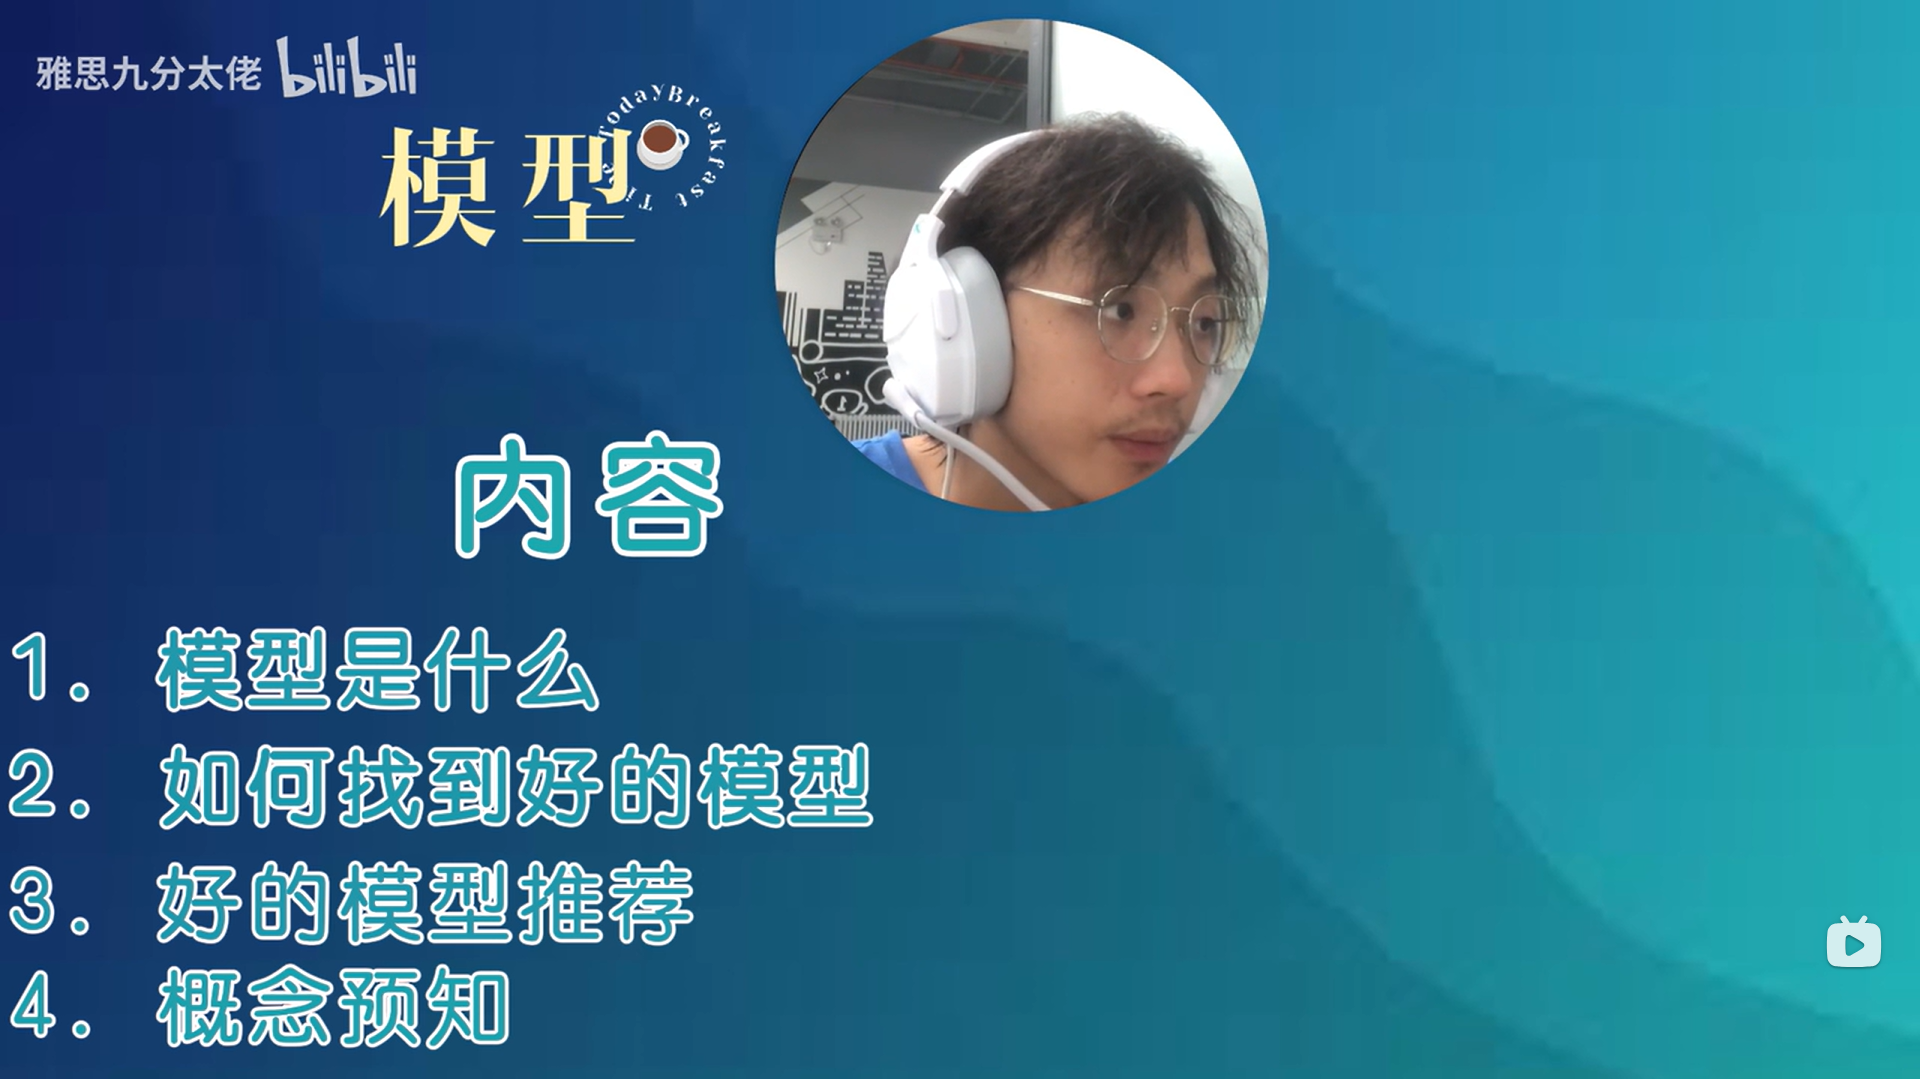 雅思九分太佬 bilibili
模型
TodayBreakfast Ti
内容
1. 模型是什么
2. 如何找到好的模型
3. 好的模型推荐
4. 概念预知